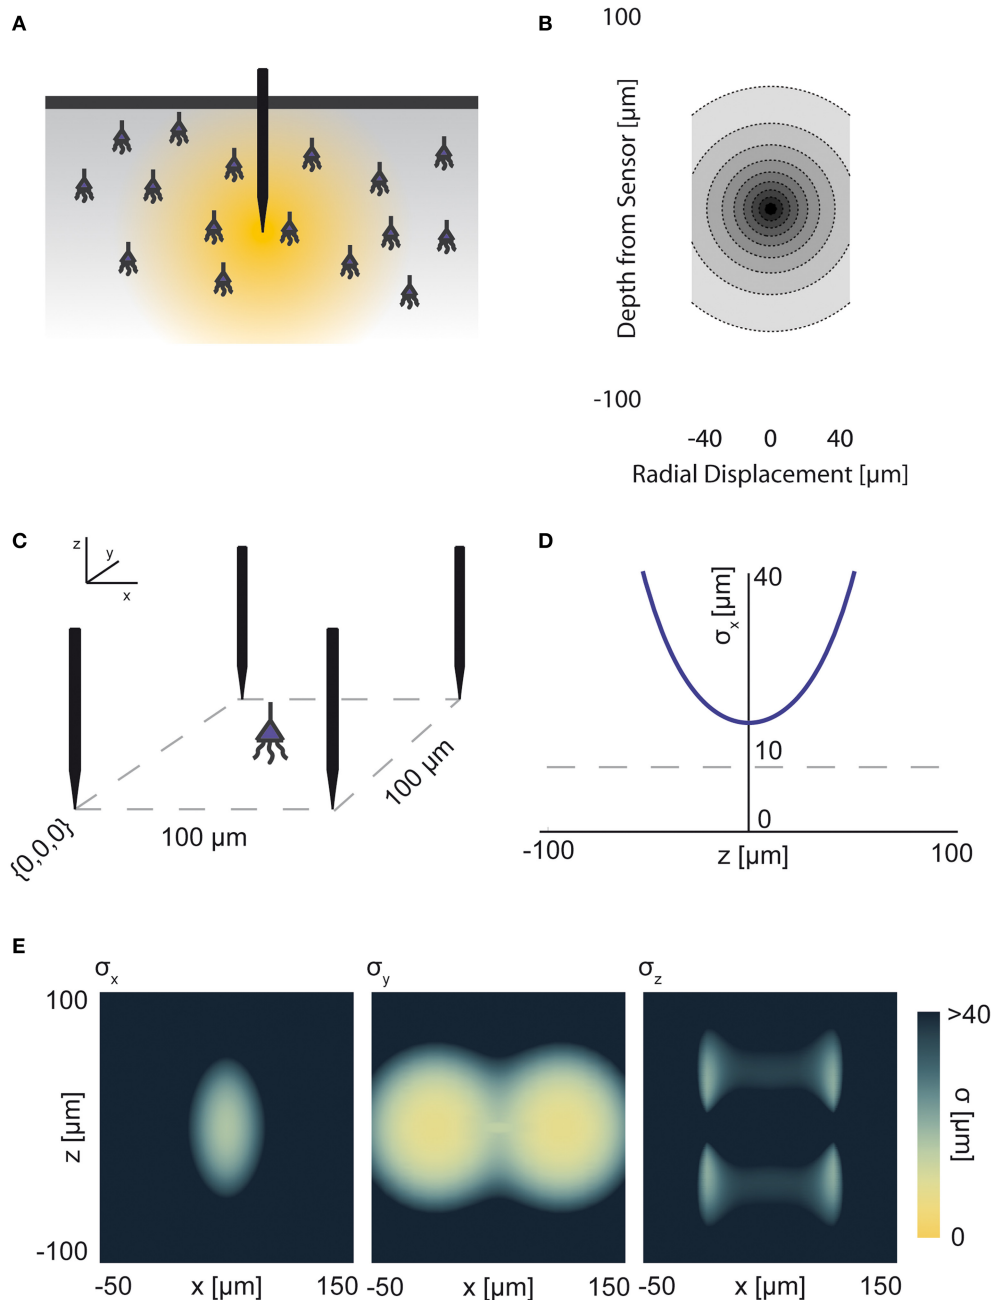 A
B
100
Depth from Sensor [µm]
-100
-40 0 40
Radial Displacement [µm]
C
z
y
x
{0,0,0}
100 µm
100 µm
D
40
σx [µm]
10
0
-100
z [µm]
100
E
σx
σy
σz
100
z [µm]
-100
-50 x [µm] 150
-50 x [µm] 150
-50 x [µm] 150
>40
σ [µm]
0